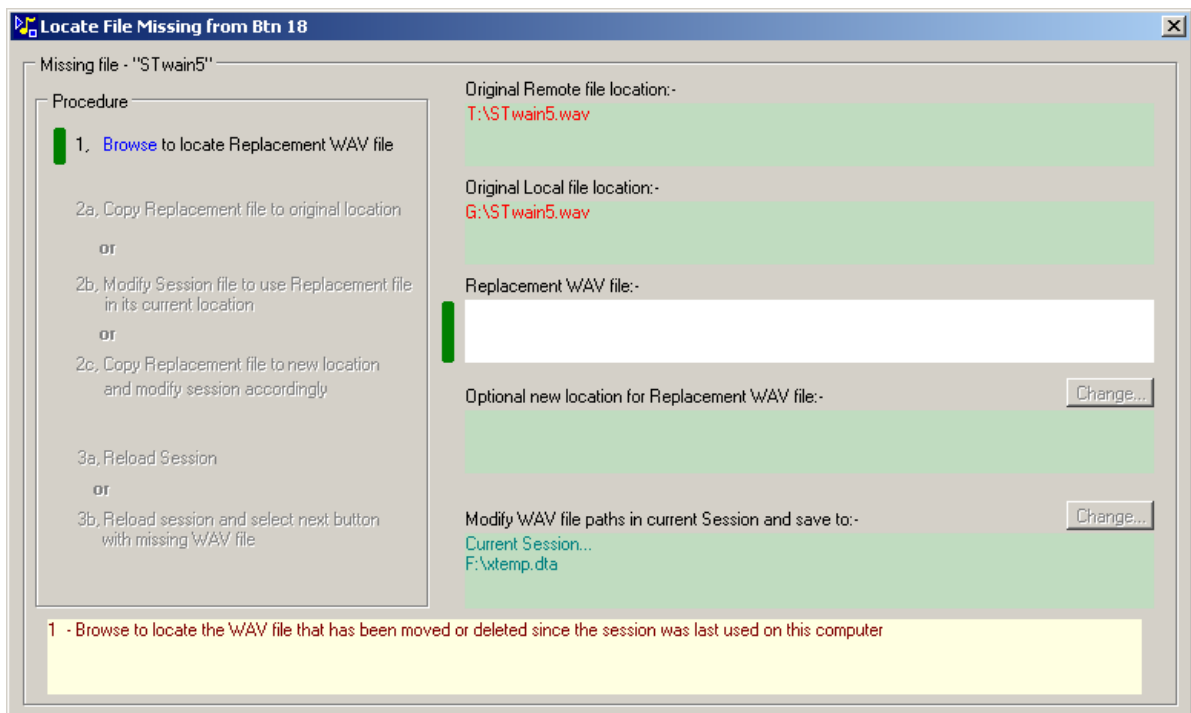 Locate File Missing from Btn 18
Missing file - "STwain5"
Procedure
1, Browse to locate Replacement WAV file
2a, Copy Replacement file to original location
or
2b, Modify Session file to use Replacement file
in its current location
or
2c, Copy Replacement file to new location
and modify session accordingly
3a, Reload Session
or
3b, Reload session and select next button
with missing WAV file
Original Remote file location:-
T:\STwain5.wav
Original Local file location:-
G:\STwain5.wav
Replacement WAV file:-
Optional new location for Replacement WAV file:-
Change...
Modify WAV file paths in current Session and save to:-
Change...
Current Session...
F:\xtemp.dta
1 - Browse to locate the WAV file that has been moved or deleted since the session was last used on this computer